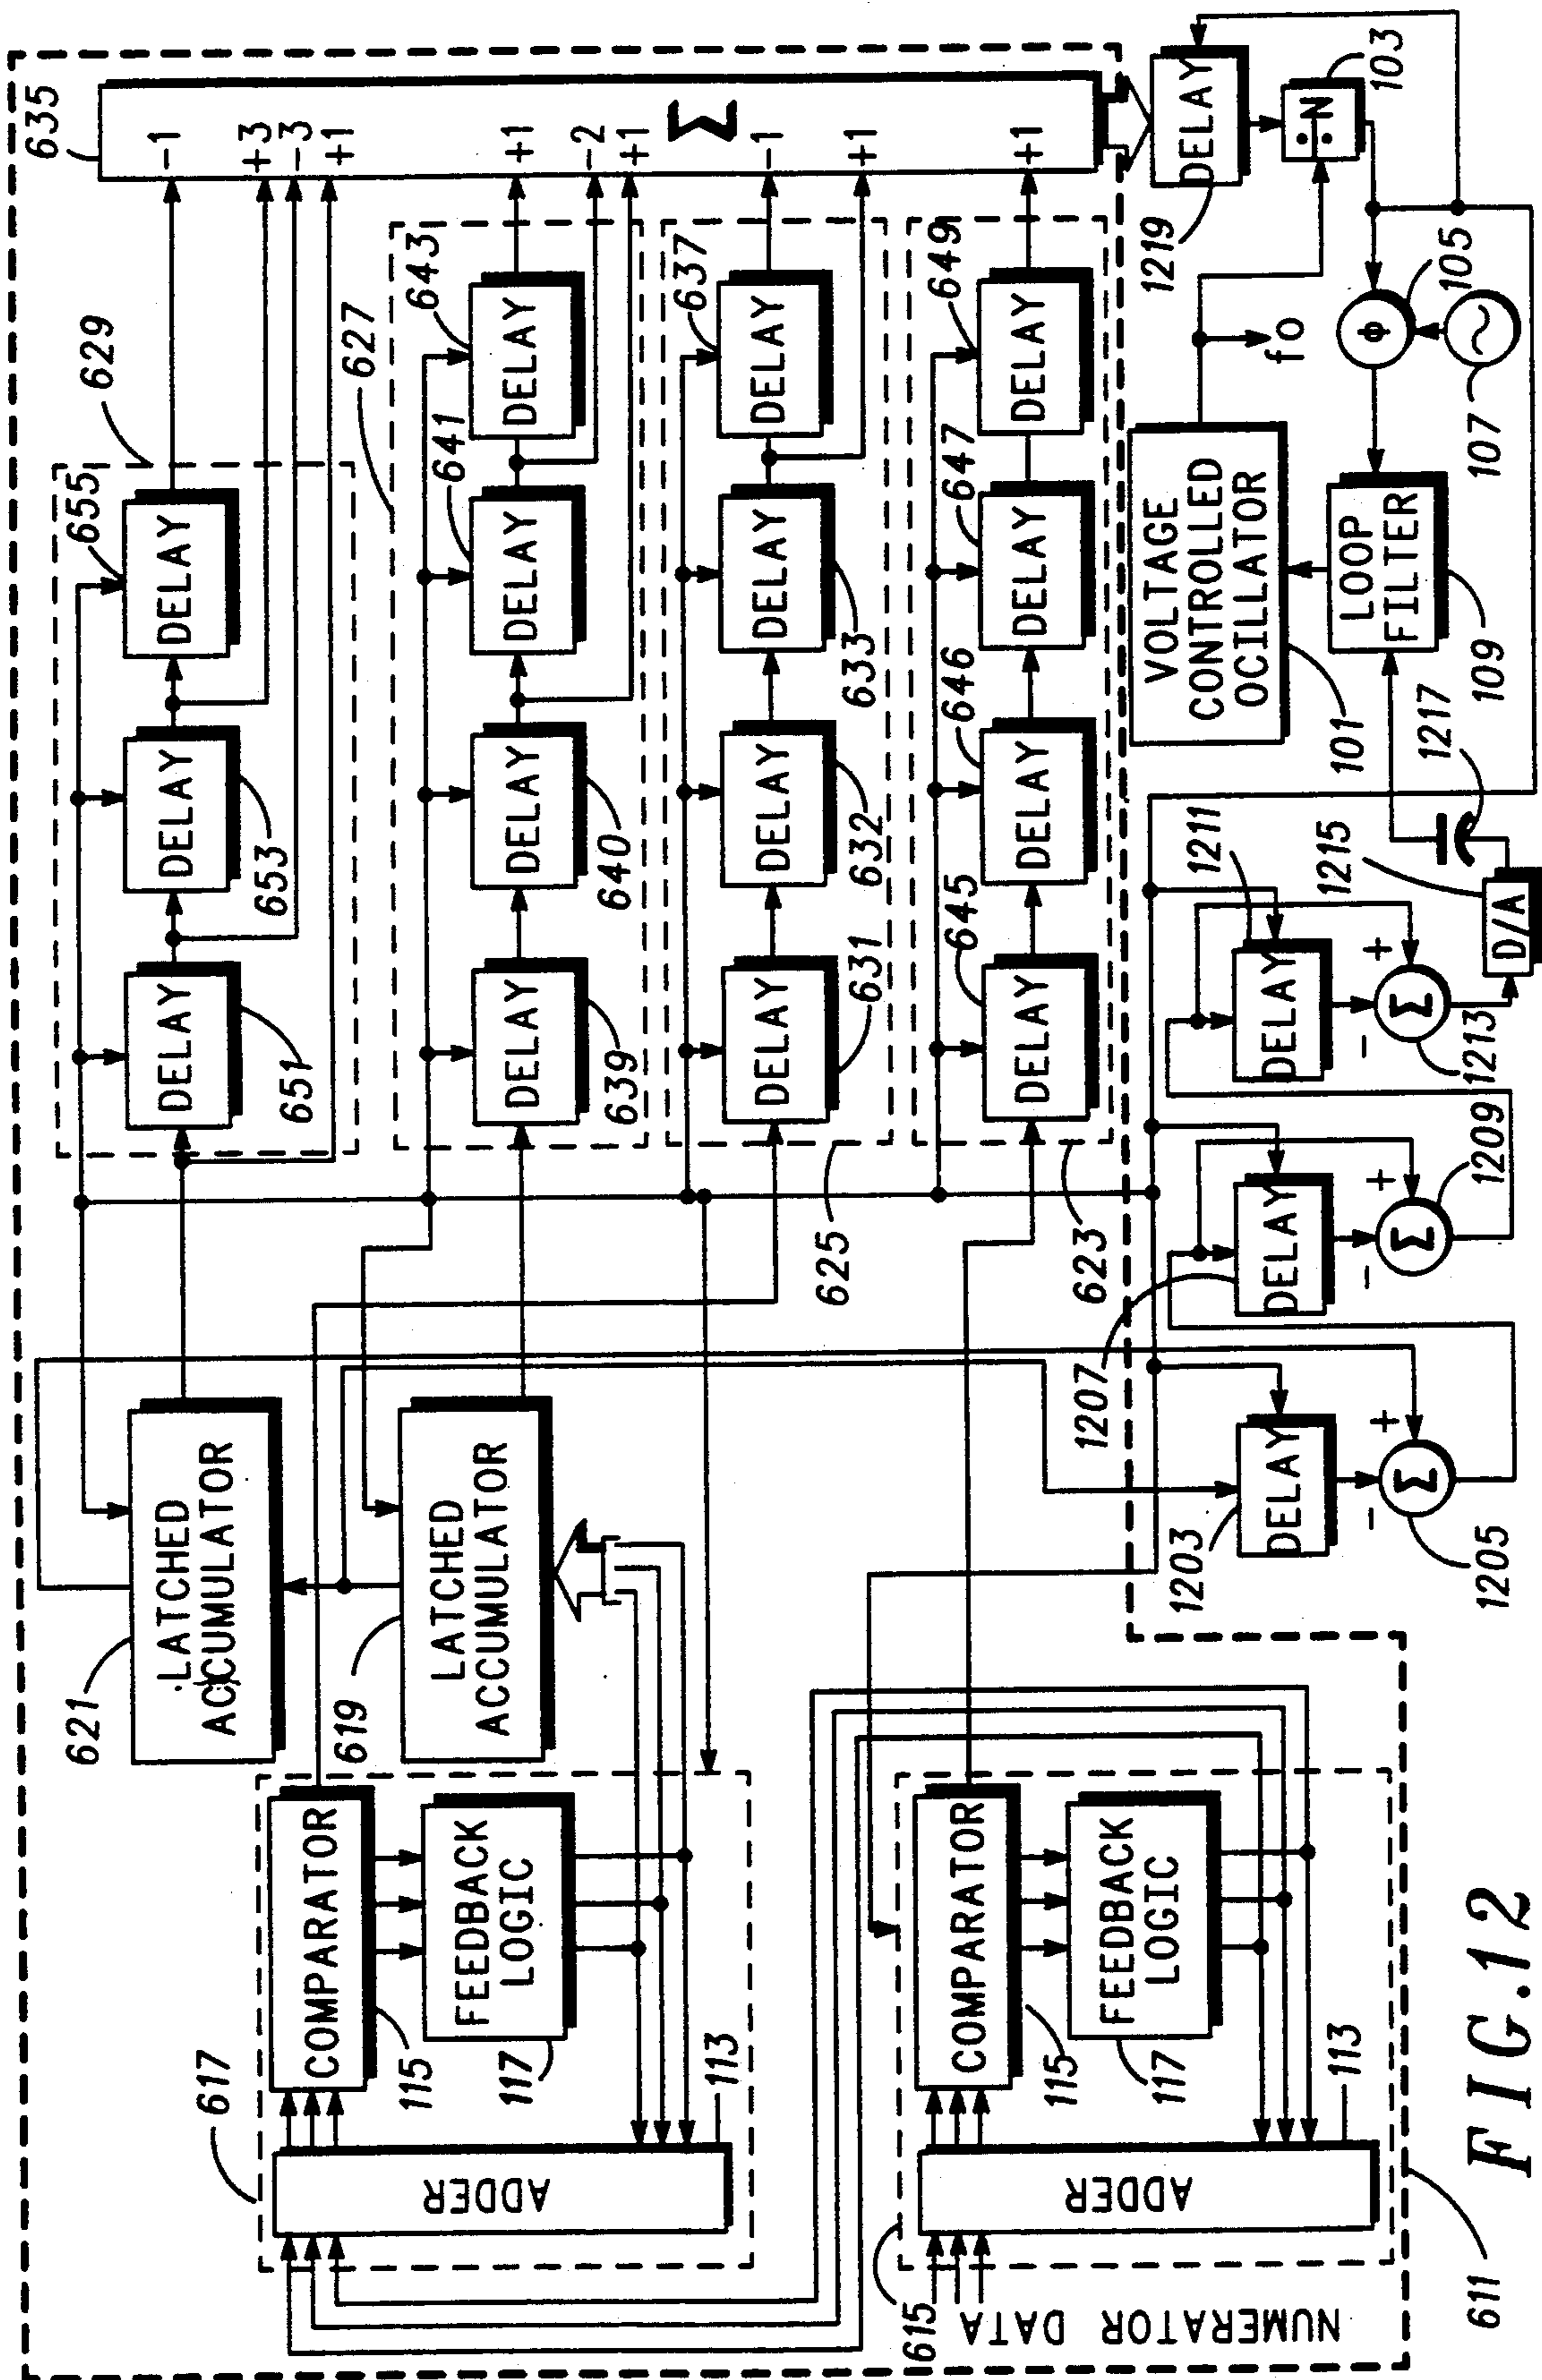 635
-1
+3
-3
+1
+1
-2
+1
Σ
-1
+1
+1
629
655
DELAY
DELAY
653
DELAY
651
627
643
DELAY
641
DELAY
DELAY
640
DELAY
639
637
DELAY
DELAY
633
DELAY
632
DELAY
631
625
649
DELAY
647
DELAY
646
DELAY
645
DELAY
623
621
LATCHED
ACCUMULATOR
619
LATCHED
ACCUMULATOR
617
COMPARATOR
115
FEEDBACK
LOGIC
117
ADDER
113
615
COMPARATOR
115
FEEDBACK
LOGIC
117
ADDER
113
NUMERATOR DATA
611
DELAY
1219
÷N
103
ϕ
105
107
fo
VOLTAGE
CONTROLLED
OCILLATOR
101
LOOP
FILTER
109
1217
D/A
1215
1211
DELAY
+
-
Σ
1213
1207
DELAY
+
-
Σ
1209
1203
DELAY
+
-
Σ
1205
FIG.12